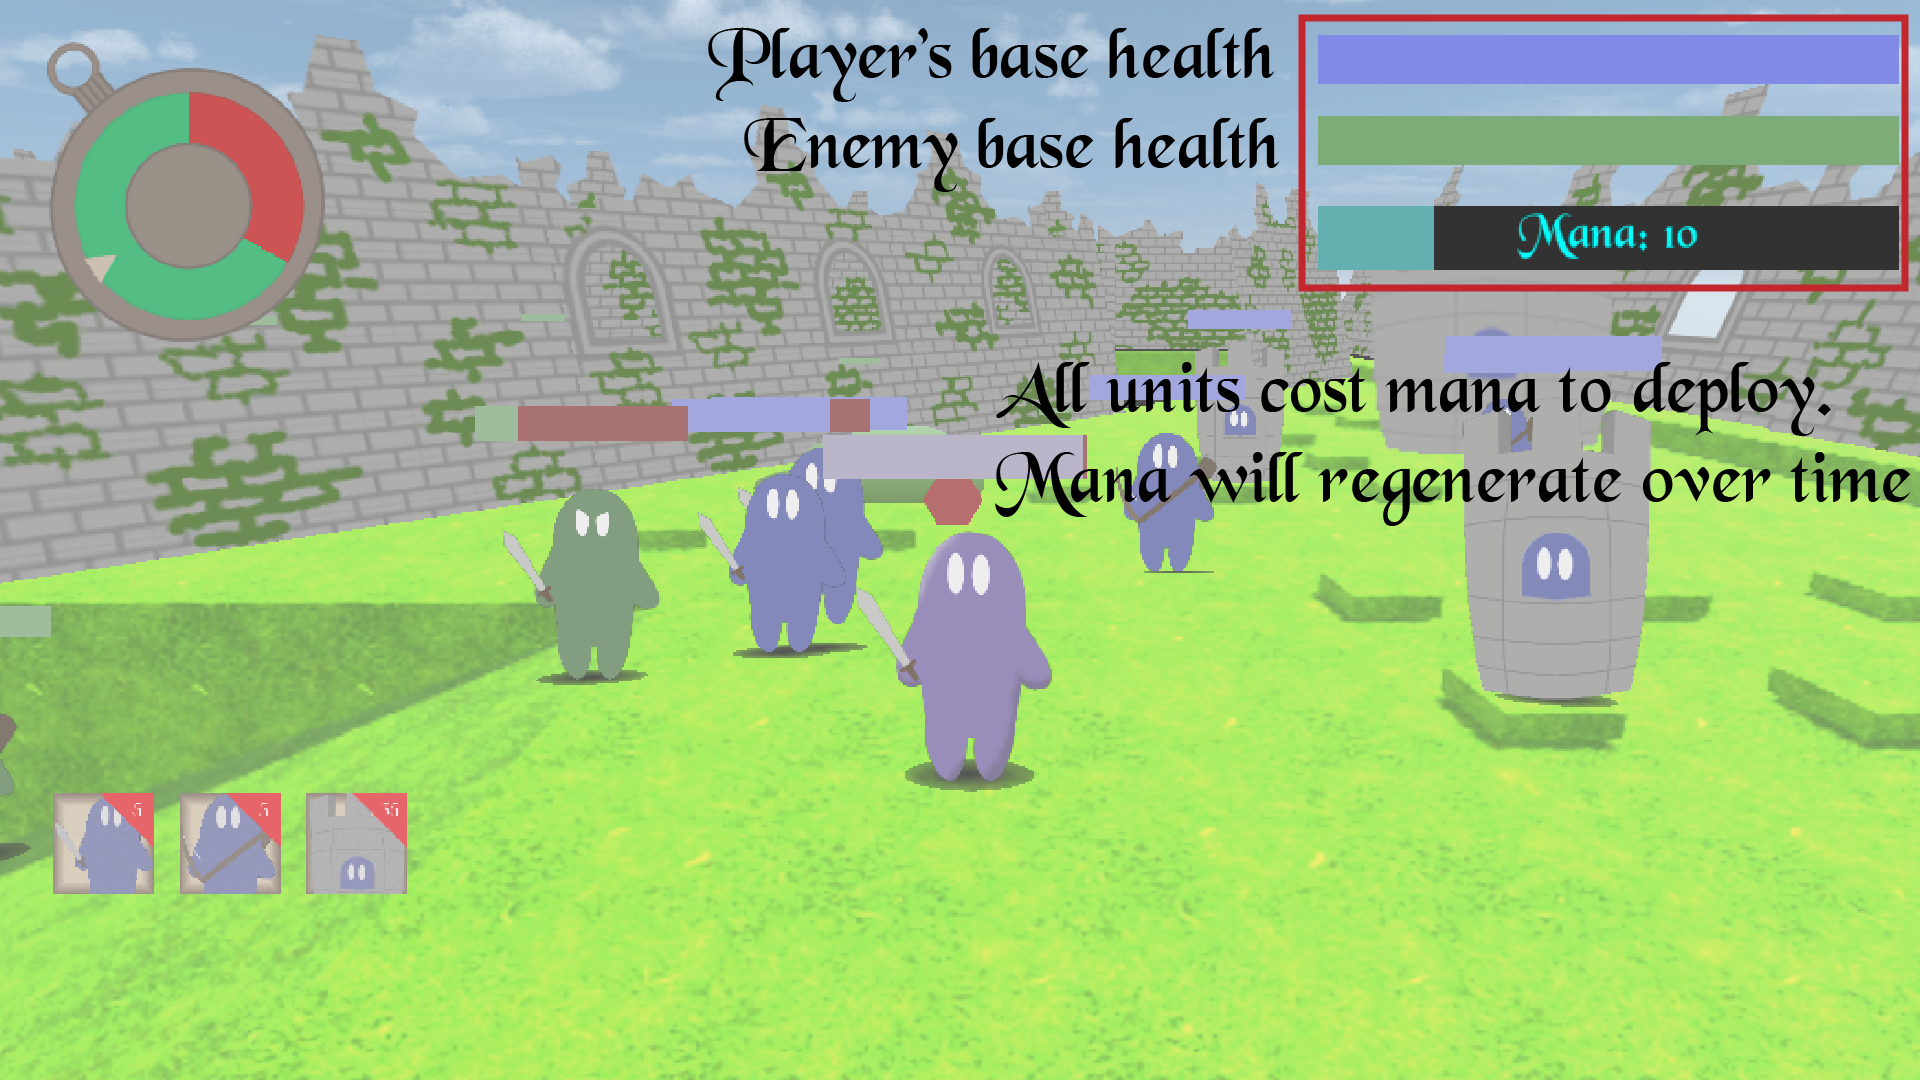 Player's base health
Enemy base health
Mana: 10
All units cost mana to deploy.
Mana will regenerate over time
5
5